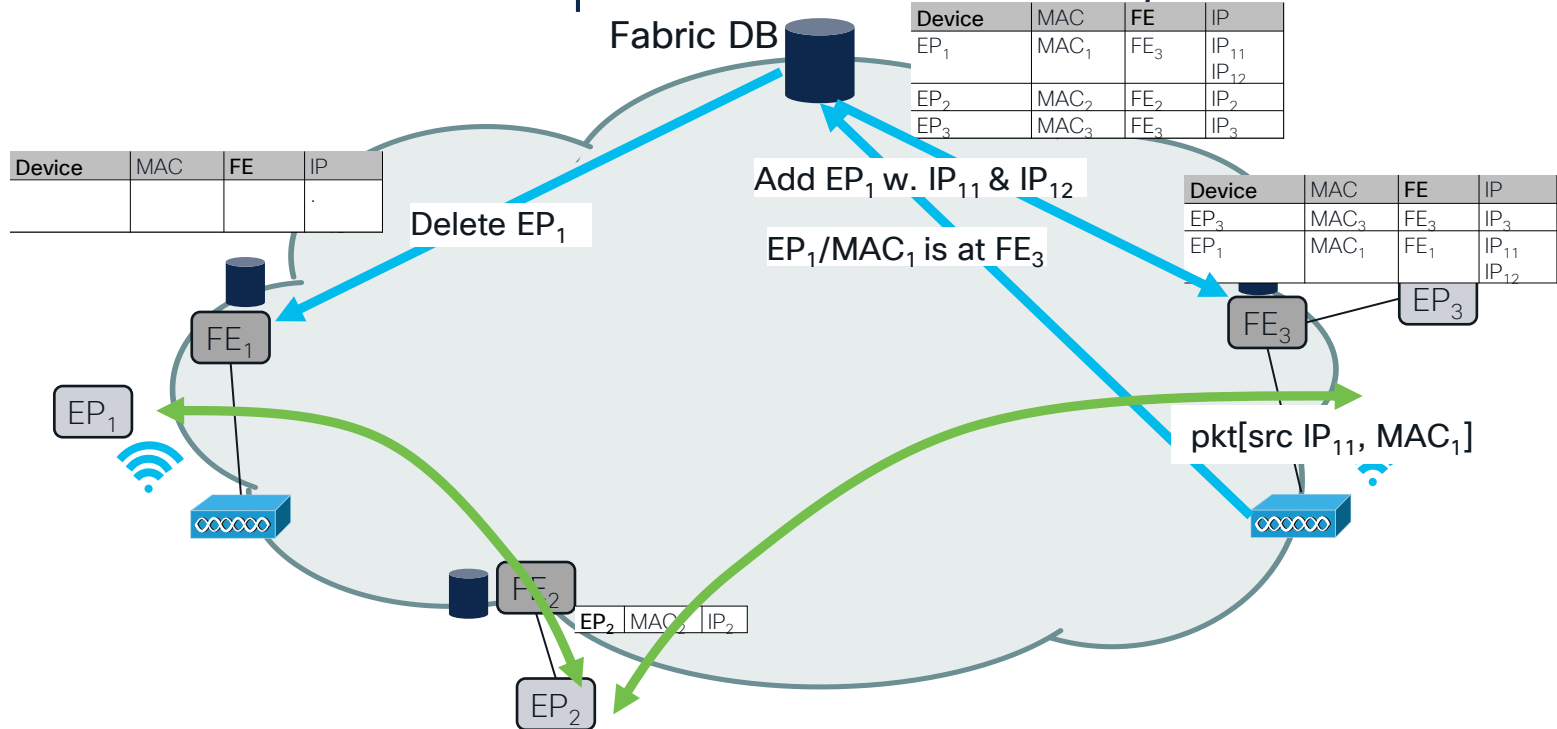 Fabric DB
Device MAC FE IP
EP₁ MAC₁ FE₃ IP₁₁
IP₁₂
EP₂ MAC₂ FE₂ IP₂
EP₃ MAC₃ FE₃ IP₃
Device MAC FE IP
.
Delete EP₁
Add EP₁ w. IP₁₁ & IP₁₂
EP₁/MAC₁ is at FE₃
Device MAC FE IP
EP₃ MAC₃ FE₃ IP₃
EP₁ MAC₁ FE₁ IP₁₁
IP₁₂
EP₃
FE₁
FE₃
EP₁
pkt[src IP₁₁, MAC₁]
FE₂
EP₂ MAC₂ IP₂
EP₂